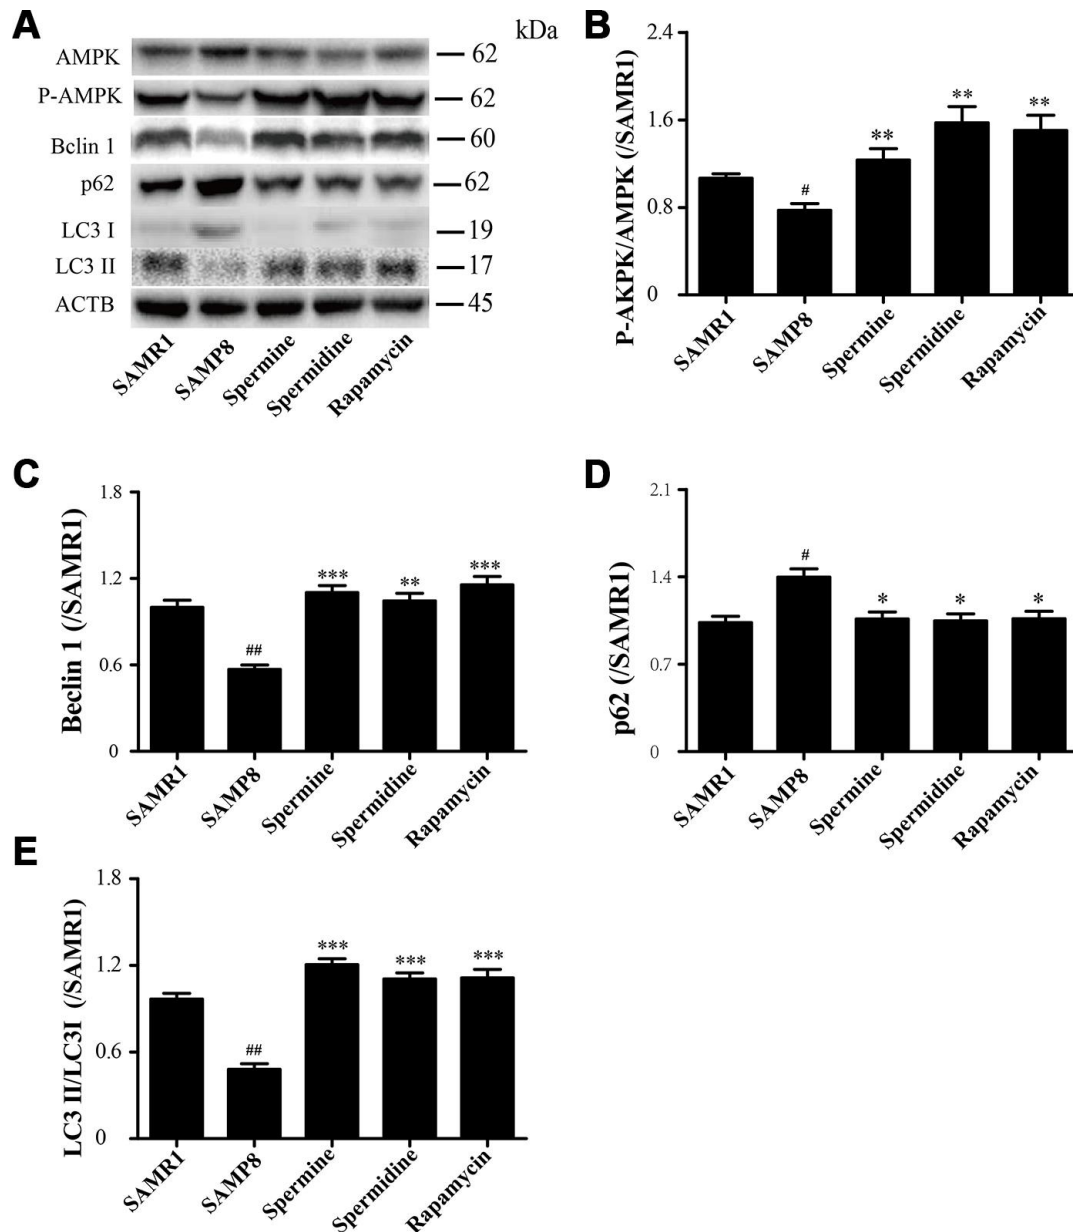 A
kDa
AMPK 62
P-AMPK 62
Bclin 1 60
p62 62
LC3 I 19
LC3 II 17
ACTB 45
SAMR1 SAMP8 Spermine Spermidine Rapamycin
B
P-AKPK/AMPK (/SAMR1)
2.4
1.6
0.8
0
# ** ** **
SAMR1 SAMP8 Spermine Spermidine Rapamycin
C
Beclin 1 (/SAMR1)
1.8
1.2
0.6
0
## *** ** ***
SAMR1 SAMP8 Spermine Spermidine Rapamycin
D
p62 (/SAMR1)
2.1
1.4
0.7
0
# * * *
SAMR1 SAMP8 Spermine Spermidine Rapamycin
E
LC3 II/LC3I (/SAMR1)
1.8
1.2
0.6
0
## *** *** ***
SAMR1 SAMP8 Spermine Spermidine Rapamycin